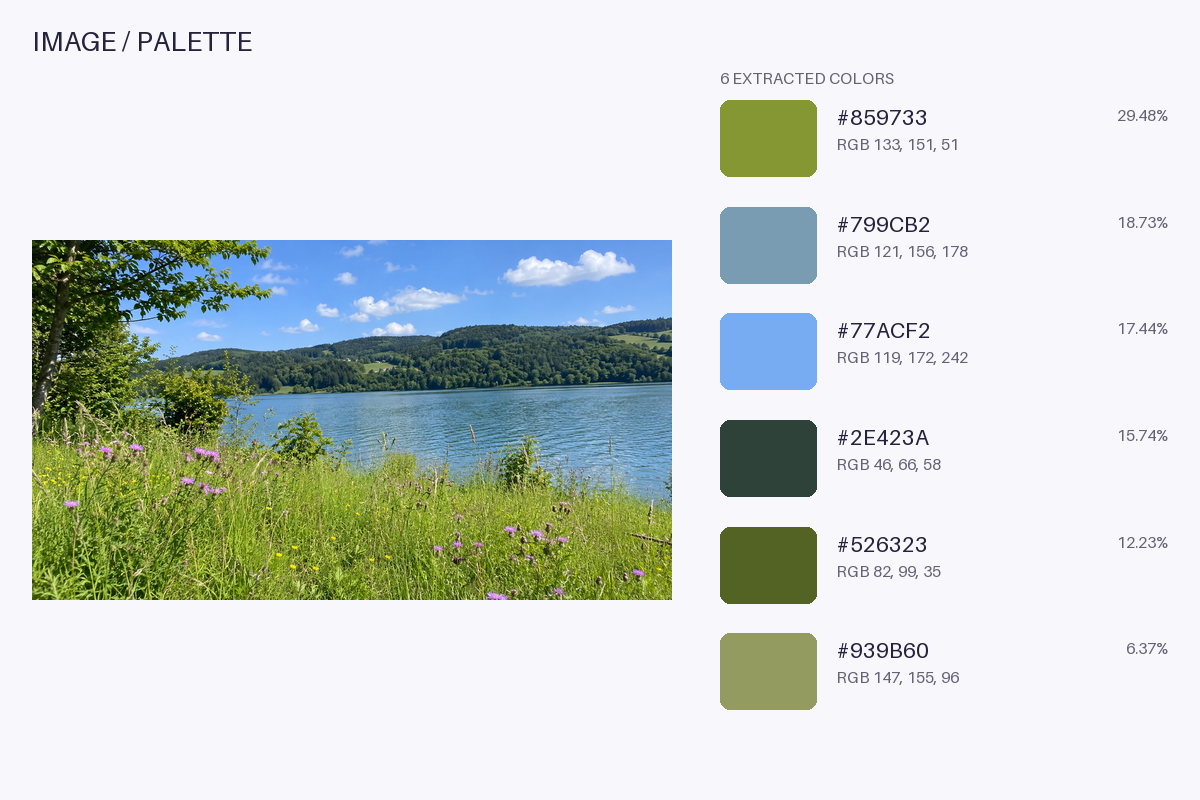 IMAGE / PALETTE
6 EXTRACTED COLORS
#859733
29.48%
RGB 133, 151, 51
#799CB2
18.73%
RGB 121, 156, 178
#77ACF2
17.44%
RGB 119, 172, 242
#2E423A
15.74%
RGB 46, 66, 58
#526323
12.23%
RGB 82, 99, 35
#939B60
6.37%
RGB 147, 155, 96